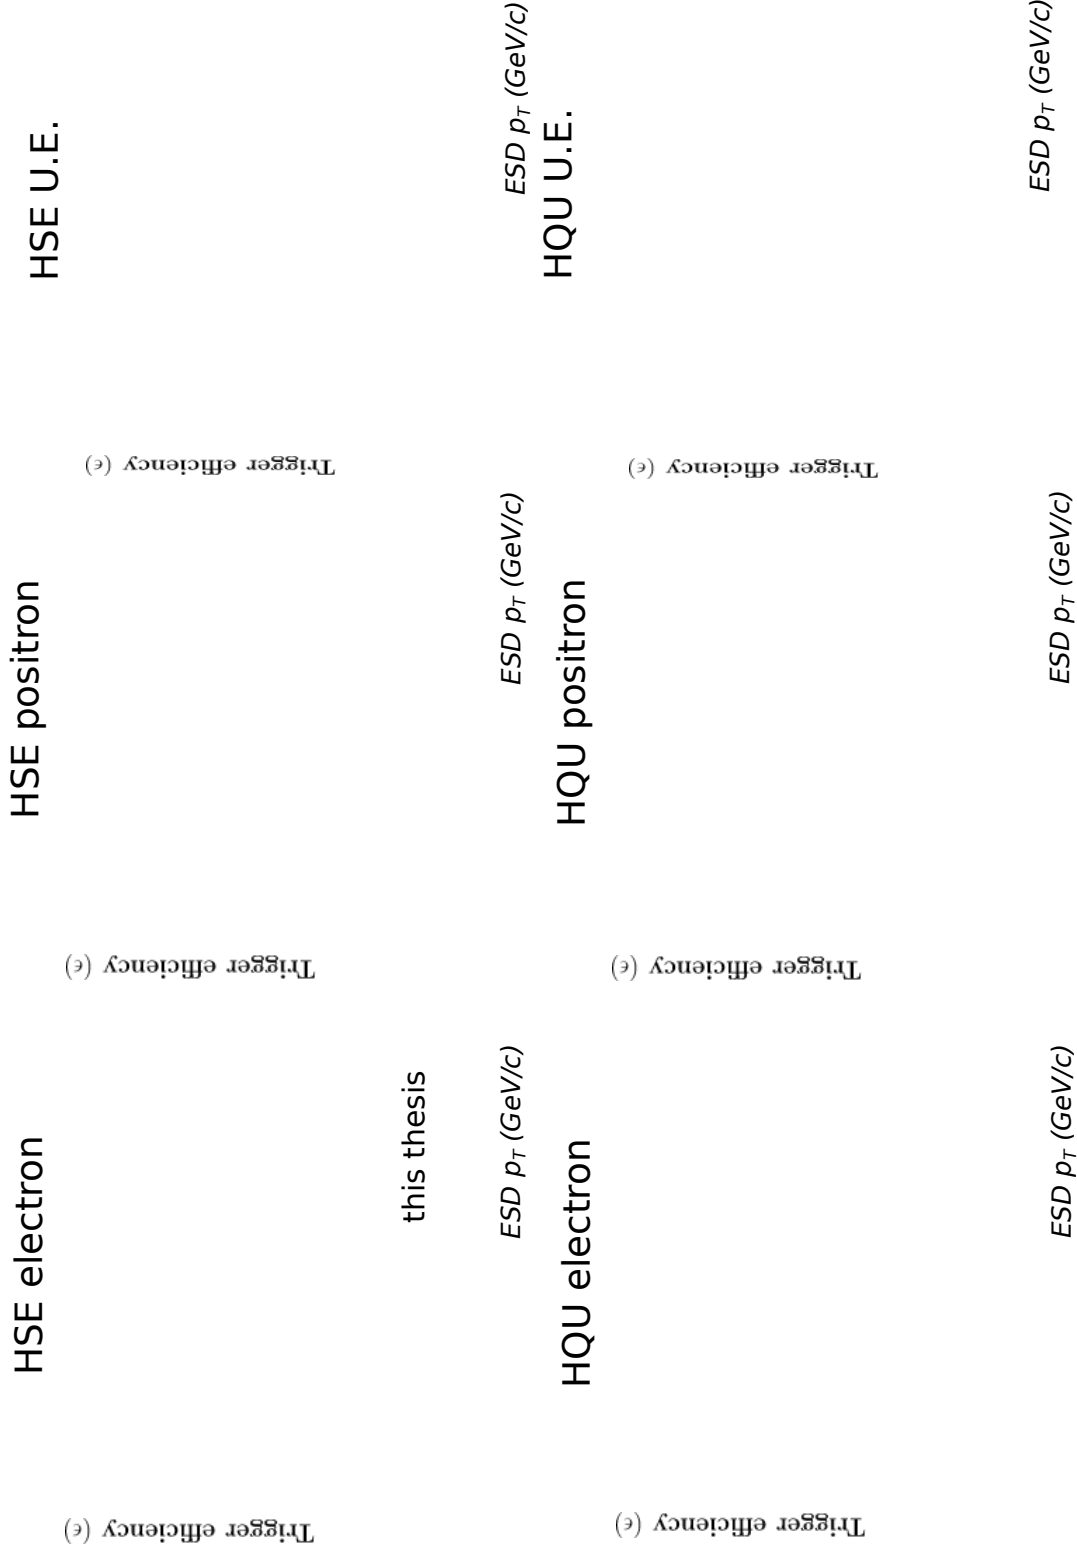 HSE electron
HSE positron
HSE U.E.
Trigger efficiency (ϵ)
Trigger efficiency (ϵ)
Trigger efficiency (ϵ)
this thesis
ESD p_T (GeV/c)
ESD p_T (GeV/c)
ESD p_T (GeV/c)
HQU electron
HQU positron
HQU U.E.
Trigger efficiency (ϵ)
Trigger efficiency (ϵ)
Trigger efficiency (ϵ)
ESD p_T (GeV/c)
ESD p_T (GeV/c)
ESD p_T (GeV/c)